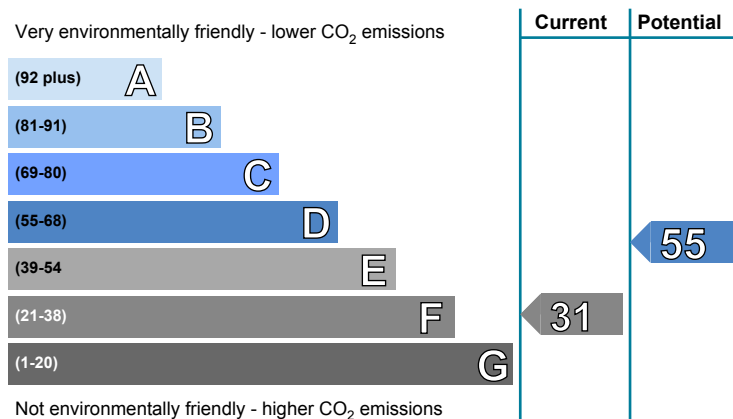 Current Potential
Very environmentally friendly - lower CO2 emissions
(92 plus) A
(81-91) B
(69-80) C
(55-68) D
55
(39-54 E
(21-38) F 31
(1-20) G
Not environmentally friendly - higher CO2 emissions